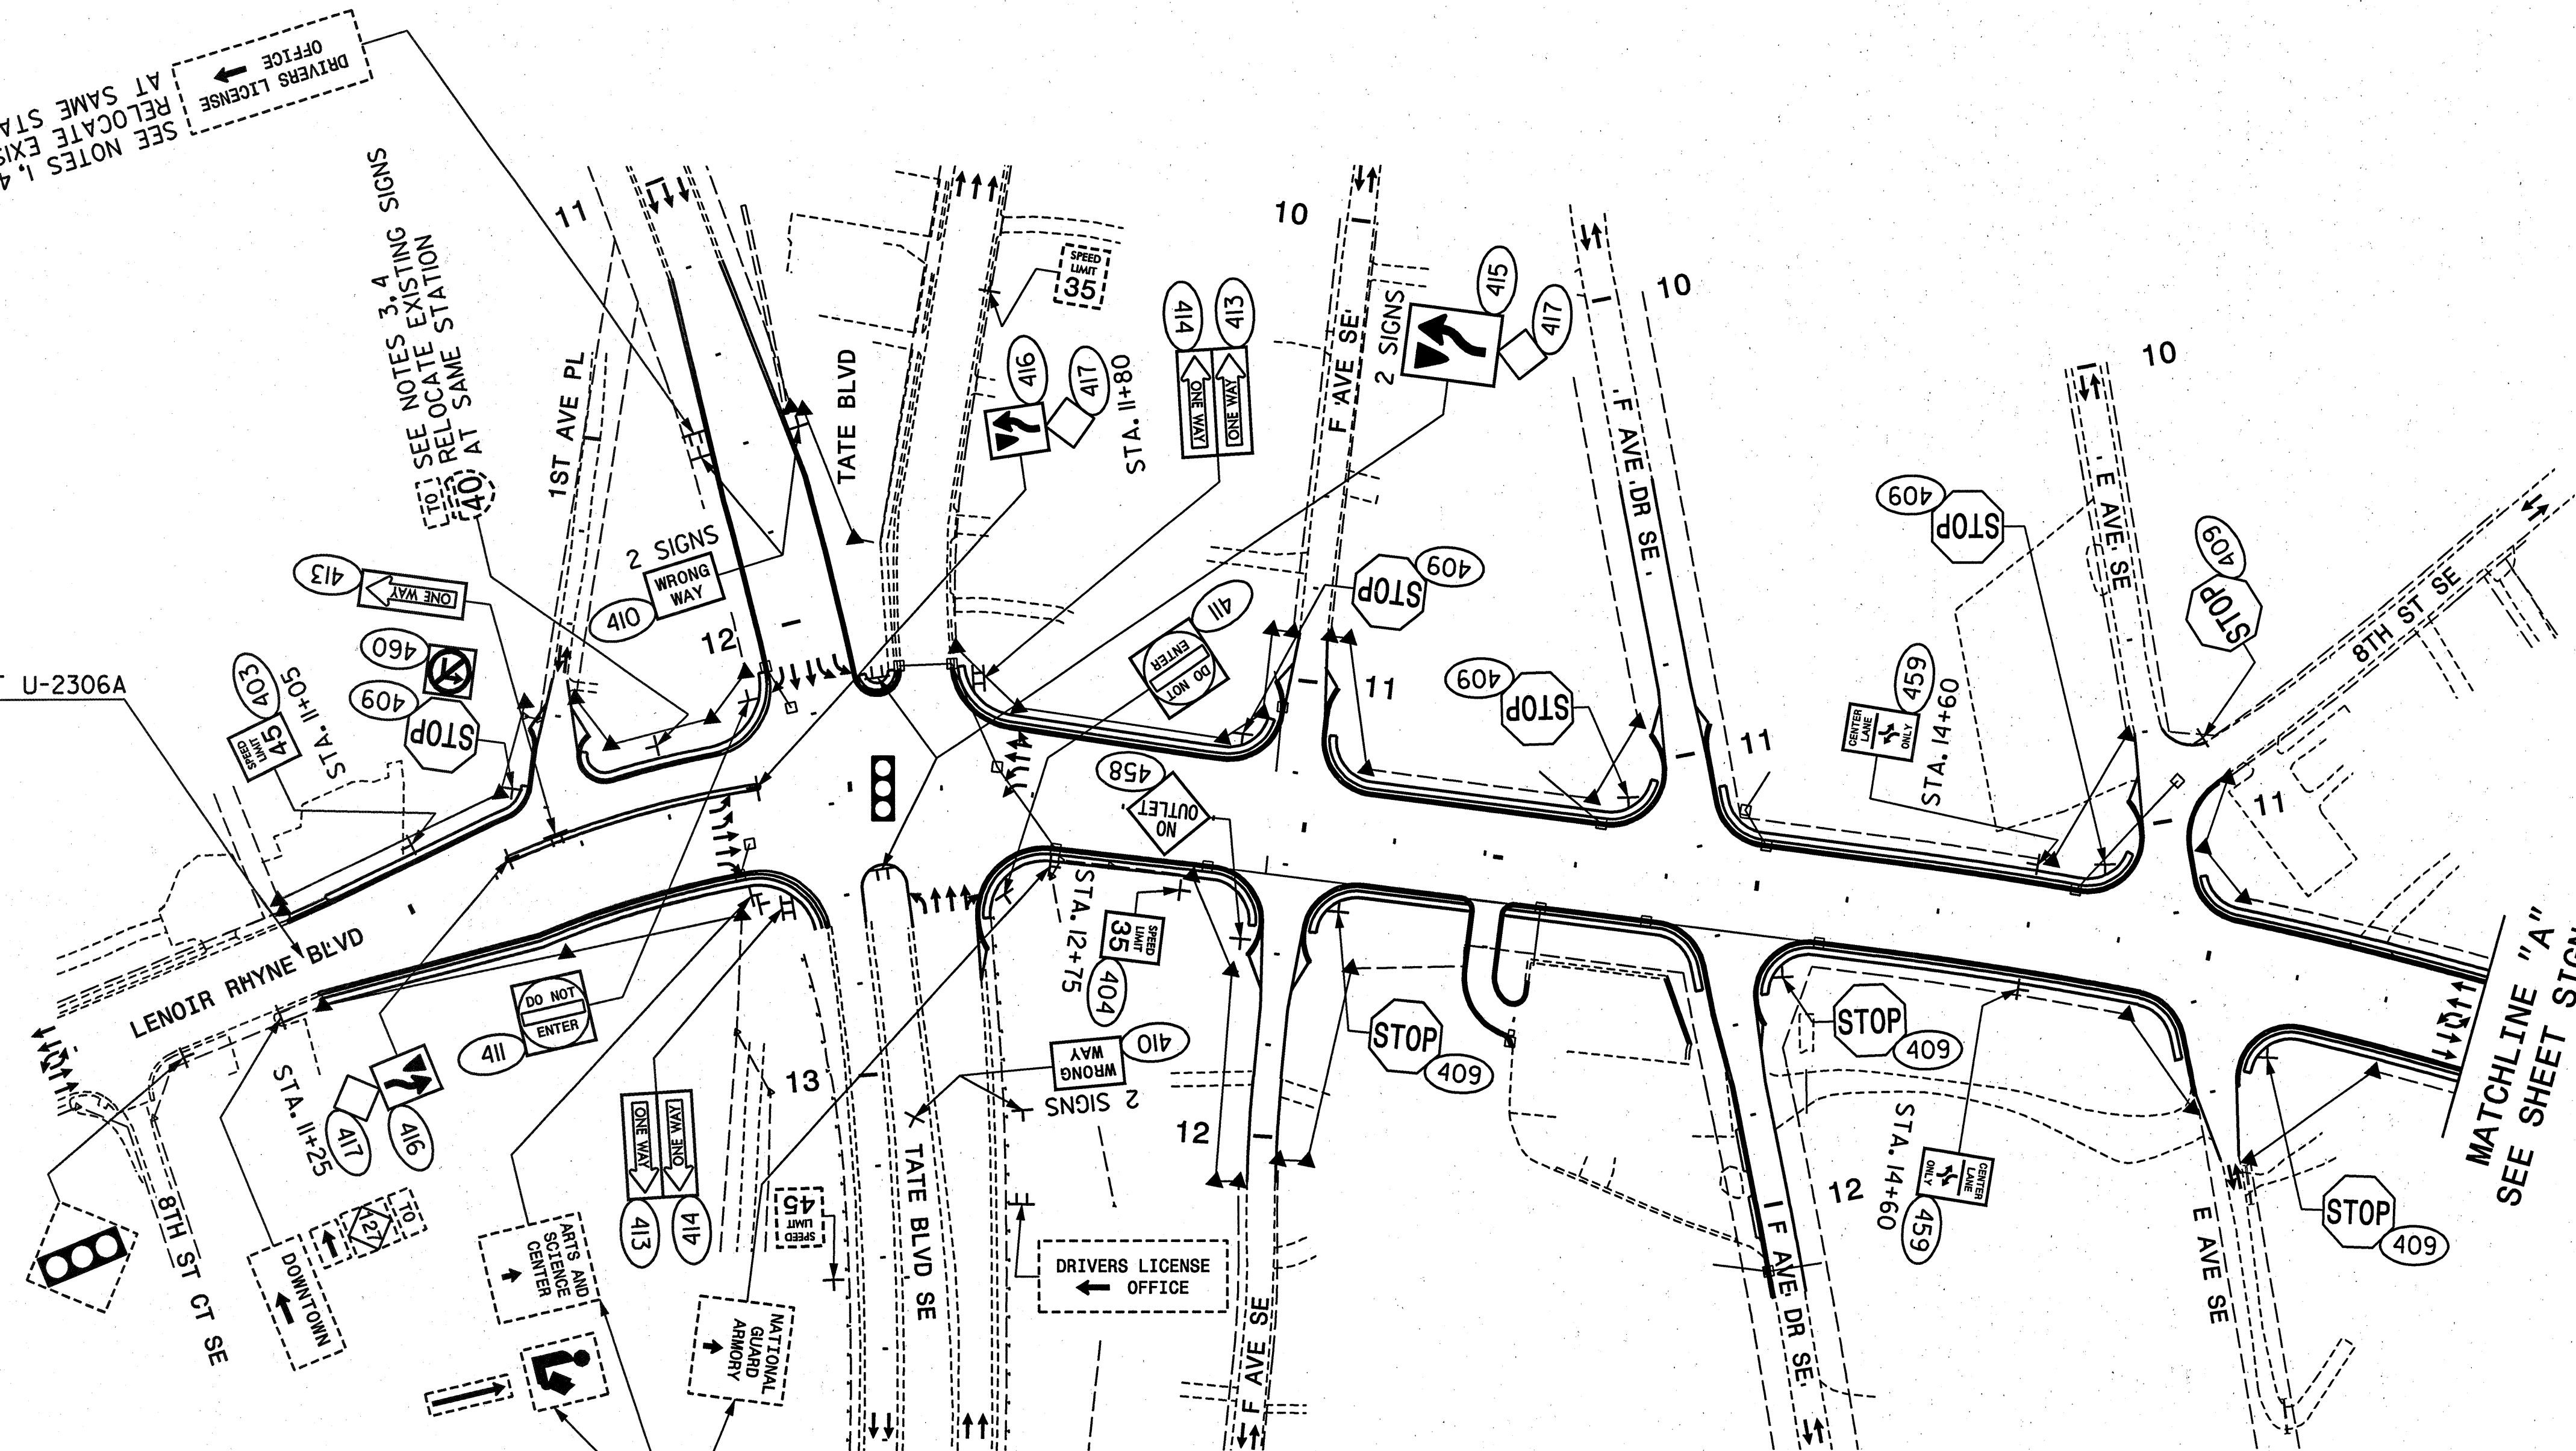 DRIVERS LICENSE
OFFICE
SEE NOTES 1, 4
RELOCATE EXIS
AT SAME STA
SEE NOTES 3, 4
RELOCATE EXISTING SIGNS
AT SAME STATION
TO
40
11
1ST AVE PL
TATE BLVD
SPEED
LIMIT
35
416
417
STA. 11+80
414
413
ONE WAY
ONE WAY
10
F AVE SE
2 SIGNS
415
417
10
F AVE DR SE
10
E AVE SE
409
STOP
409
STOP
8TH ST SE
413
ONE WAY
2 SIGNS
WRONG
WAY
410
12
460
409
STOP
403
SPEED
LIMIT
45
STA. 11+05
U-2306A
411
DO NOT
ENTER
STOP
409
11
409
STOP
11
459
CENTER
LANE
ONLY
STA. 14+60
11
458
NO
OUTLET
LENOIR RHYNE BLVD
STA. 12+75
SPEED
LIMIT
35
404
DO NOT
ENTER
411
STA. 11+25
417
416
13
WRONG
WAY
410
2 SIGNS
STOP
409
STOP
409
12
MATCHLINE "A"
SEE SHEET SIGN
8TH ST CT SE
DOWNTOWN
127
TO
ARTS AND
SCIENCE
CENTER
ONE WAY
ONE WAY
413
414
SPEED
LIMIT
45
TATE BLVD SE
NATIONAL
GUARD
ARMORY
DRIVERS LICENSE
OFFICE
F AVE SE
F AVE DR SE
12
STA. 14+60
CENTER
LANE
ONLY
459
E AVE SE
STOP
409